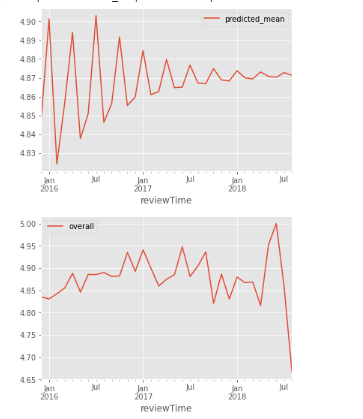 predicted_mean
4.90
4.89
4.88
4.87
4.86
4.85
4.84
4.83
Jan Jul Jan Jul Jan Jul
2016 2017 2018
reviewTime
overall
5.00
4.95
4.90
4.85
4.80
4.75
4.70
4.65
Jan Jul Jan Jul Jan Jul
2016 2017 2018
reviewTime